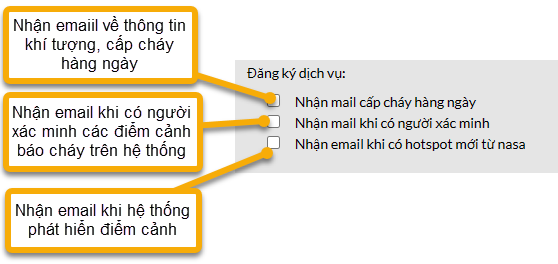 Nhận emaiil về thông tin
khí tượng, cấp cháy
hàng ngày
Nhận email khi có người
xác minh các điểm cảnh
báo cháy trên hệ thống
Nhận email khi hệ thống
phát hiển điểm cảnh
Đăng ký dịch vụ:
Nhận mail cấp cháy hàng ngày
Nhận mail khi có người xác minh
Nhận email khi có hotspot mới từ nasa